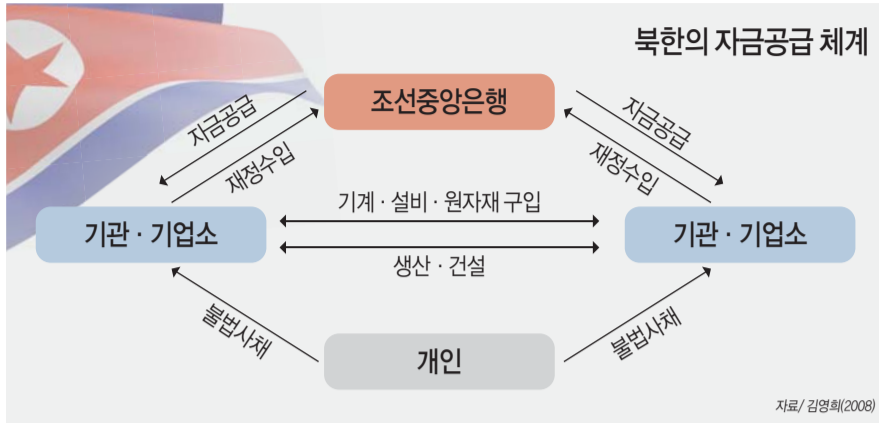 북한의 자금공급 체계
조선중앙은행
자금공급
재정수입
자금공급
재정수입
기관 · 기업소
기계 · 설비 · 원자재 구입
생산 · 건설
기관 · 기업소
불법사채
불법사채
개인
자료/ 김영희(2008)